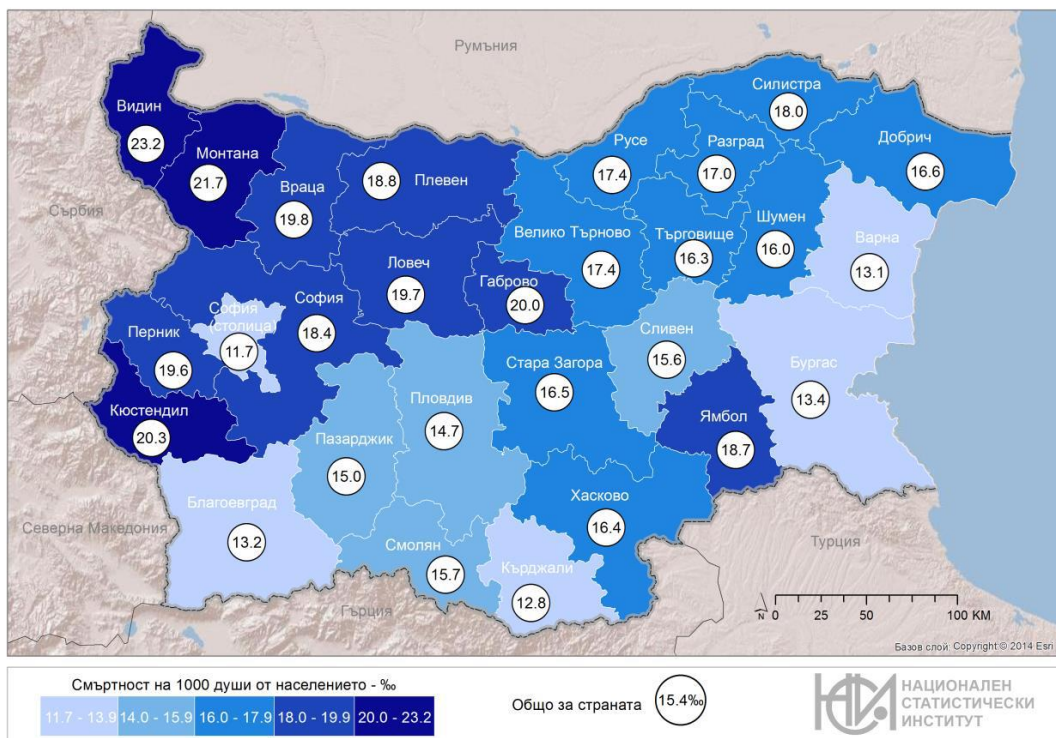 Румъния
Силистра
18.0
Видин
23.2
Русе
17.4
Разград
17.0
Добрич
16.6
Монтана
21.7
Враца
19.8
18.8
Плевен
Сърбия
Шумен
16.0
Велико Търново
17.4
Търговище
16.3
Варна
13.1
Ловеч
19.7
Габрово
20.0
София
(столица)
11.7
София
18.4
Перник
19.6
Сливен
15.6
Стара Загора
16.5
Бургас
13.4
Кюстендил
20.3
Пловдив
14.7
Ямбол
18.7
Пазарджик
15.0
Благоевград
13.2
Хасково
16.4
Северна Македония
Турция
Смолян
15.7
Кърджали
12.8
Гърция
N
0 25 50 100 КМ
Базов слой: Copyright © 2014 Esri
Смъртност на 1000 души от населението - ‰
11.7 - 13.9 14.0 - 15.9 16.0 - 17.9 18.0 - 19.9 20.0 - 23.2
Общо за страната 15.4‰
НСИ
НАЦИОНАЛЕН
СТАТИСТИЧЕСКИ
ИНСТИТУТ